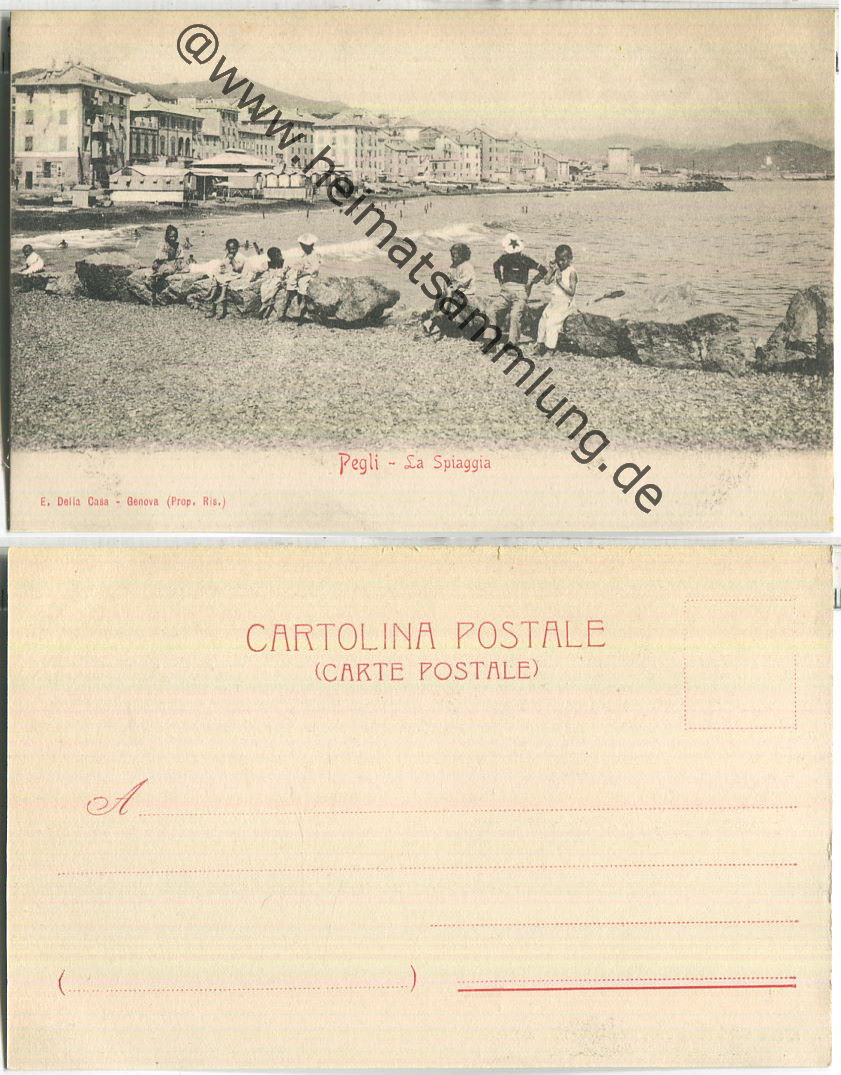 @www.heimatsammlung.de
Pegli - La Spiaggia
E. Della Casa - Genova (Prop. Ris.)
CARTOLINA POSTALE
(CARTE POSTALE)
A